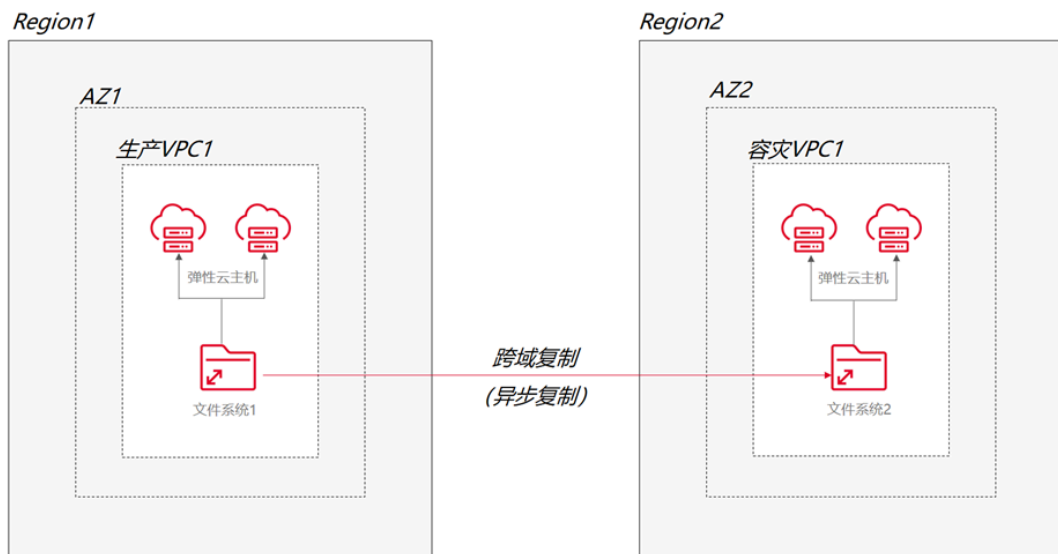 Region1
Region2
AZ1
AZ2
生产VPC1
容灾VPC1
弹性云主机
弹性云主机
跨域复制
(异步复制)
文件系统1
文件系统2